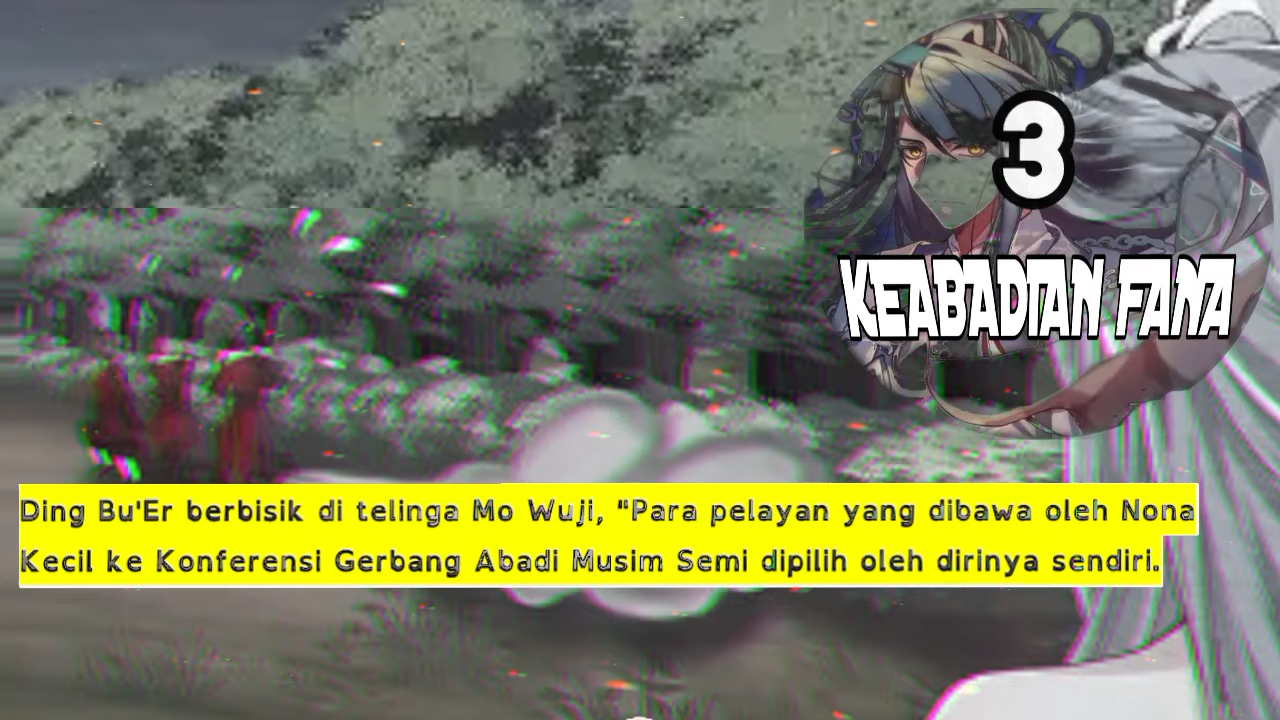 3
KEABADIAN FANA
Ding Bu'Er berbisik di telinga Mo Wuji, "Para pelayan yang dibawa oleh Nona
Kecil ke Konferensi Gerbang Abadi Musim Semi dipilih oleh dirinya sendiri.